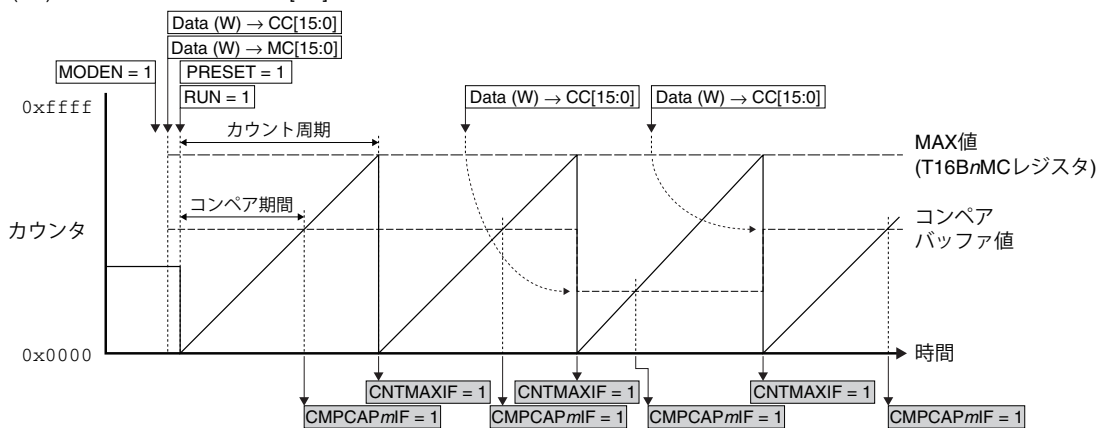 Data (W) → CC[15:0]
Data (W) → MC[15:0]
MODEN = 1
PRESET = 1
RUN = 1
Data (W) → CC[15:0]
Data (W) → CC[15:0]
0xffff
カウント周期
MAX値
(T16BnMCレジスタ)
コンペア期間
コンペア
バッファ値
カウンタ
0x0000
時間
CNTMAXIF = 1
CNTMAXIF = 1
CNTMAXIF = 1
CMPCAPmIF = 1
CMPCAPmIF = 1
CMPCAPmIF = 1
CMPCAPmIF = 1